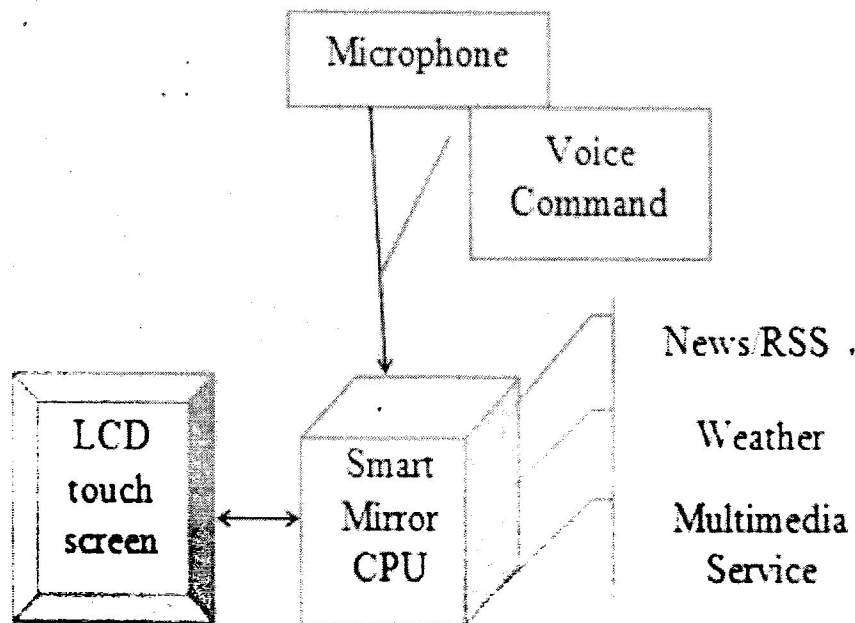 Microphone
Voice
Command
News/RSS
Weather
Multimedia
Service
LCD
touch
screen
Smart
Mirror
CPU